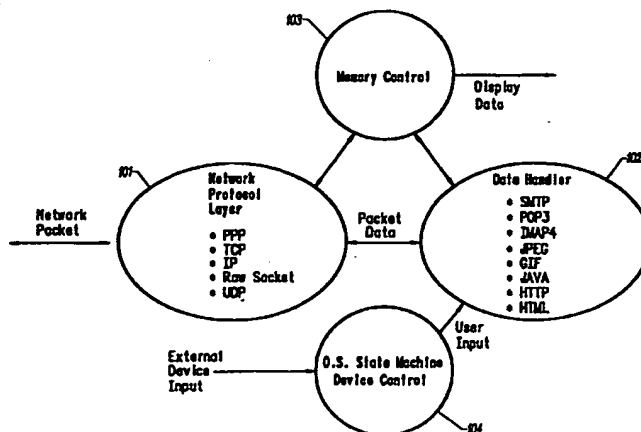 103
Memory Control
Display
Data
101
Network
Protocol
Layer
• PPP
• TCP
• IP
• Raw Socket
• UDP
Network
Packet
Packet
Data
102
Data Handler
• SMTP
• POP3
• IMAP4
• JPEG
• GIF
• JAVA
• HTTP
• HTML
User
Input
External
Device
Input
O.S. State Machine
Device Control
104